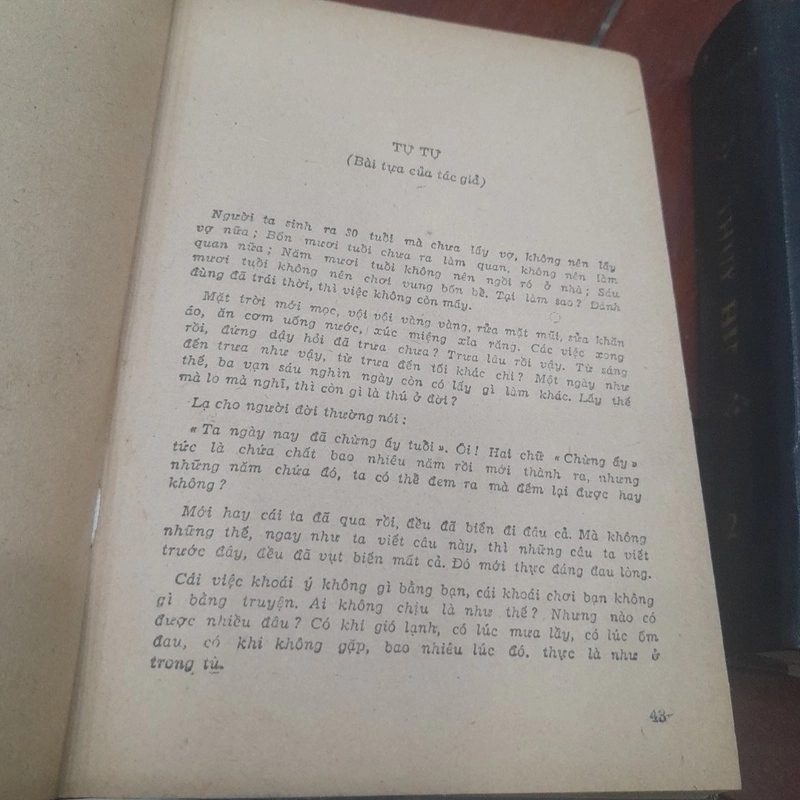 TỰ TỰ
(Bài tựa của tác giả)
Người ta sinh ra 30 tuổi mà chưa lấy vợ, không nên lấy
vợ nữa; Bốn mươi tuổi chưa ra làm quan, không nên làm
quan nữa; Năm mươi tuổi không nên ngồi ró ở nhà; Sáu
mươi tuổi không nên chơi vung bốn bề. Tại làm sao? Đánh
đùng đã trái thời, thì việc không còn mấy.
Mặt trời mới mọc, vội vội vàng vàng, rửa mặt mũi, sửa khăn
áo, ăn cơm uống nước, xúc miệng xỉa răng. Các việc xong
rồi, đứng dậy hỏi đã trưa chưa? Trưa lâu rồi vậy. Từ sáng
đến trưa như vậy, từ trưa đến tối khác chi? Một ngày như
thế, ba vạn sáu nghìn ngày còn có lấy gì làm khác. Lấy thế
mà lo mà nghĩ, thì còn gì là thú ở đời?
Lạ cho người đời thường nói:
« Ta ngày nay đã chừng ấy tuổi ». Ôi! Hai chữ « Chừng ấy »
tức là chứa chất bao nhiêu năm rồi mới thành ra, nhưng
những năm chứa đó, ta có thể đem ra mà đếm lại được hay
không?
Mới hay cái ta đã qua rồi, đều đã biến đi đâu cả. Mà không
những thế, ngay như ta viết câu này, thì những câu ta viết
trước đây, đều đã vụt biến mất cả. Đó mới thực đáng đau lòng.
Cái việc khoái ý không gì bằng bạn, cái khoái chơi bạn không
gì bằng truyện. Ai không chịu là như thế? Nhưng nào có
được nhiều đâu? Có khi gió lạnh, có lúc mưa lầy, có lúc ốm
đau, có khi không gặp, bao nhiêu lúc đó. thực là như ở
trong tù.
43